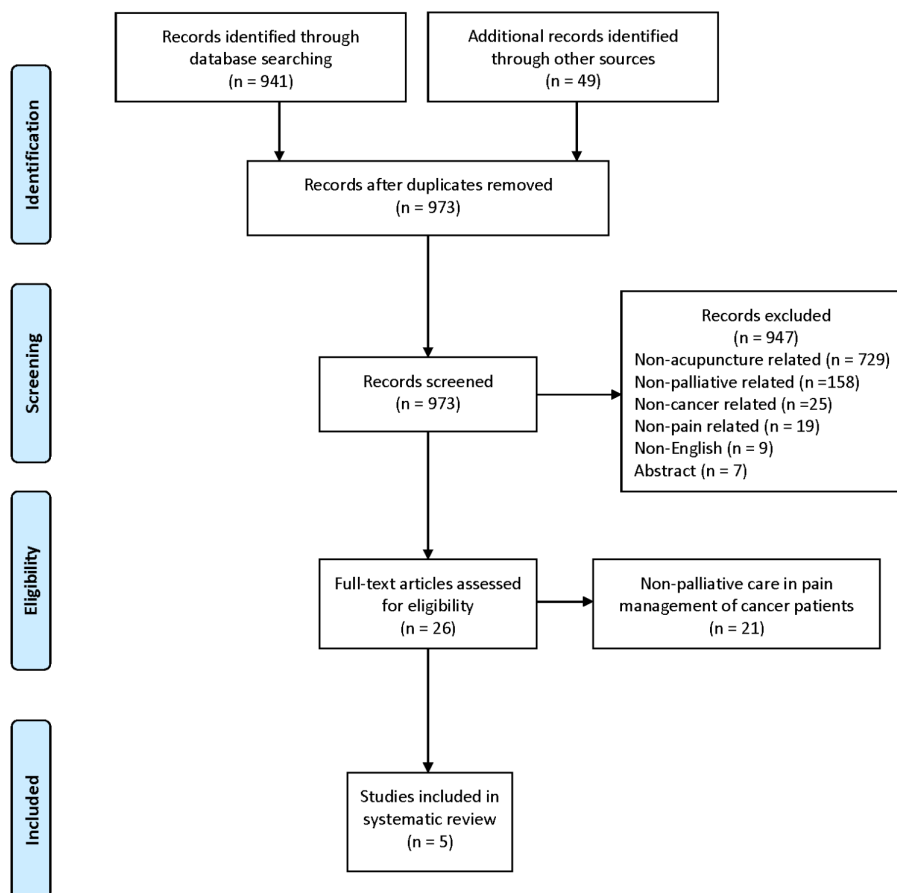 Identification
Records identified through
database searching
(n = 941)
Additional records identified
through other sources
(n = 49)
Records after duplicates removed
(n = 973)
Screening
Records screened
(n = 973)
Records excluded
(n = 947)
Non-acupuncture related (n = 729)
Non-palliative related (n =158)
Non-cancer related (n =25)
Non-pain related (n = 19)
Non-English (n = 9)
Abstract (n = 7)
Eligibility
Full-text articles assessed
for eligibility
(n = 26)
Non-palliative care in pain
management of cancer patients
(n = 21)
Included
Studies included in
systematic review
(n = 5)